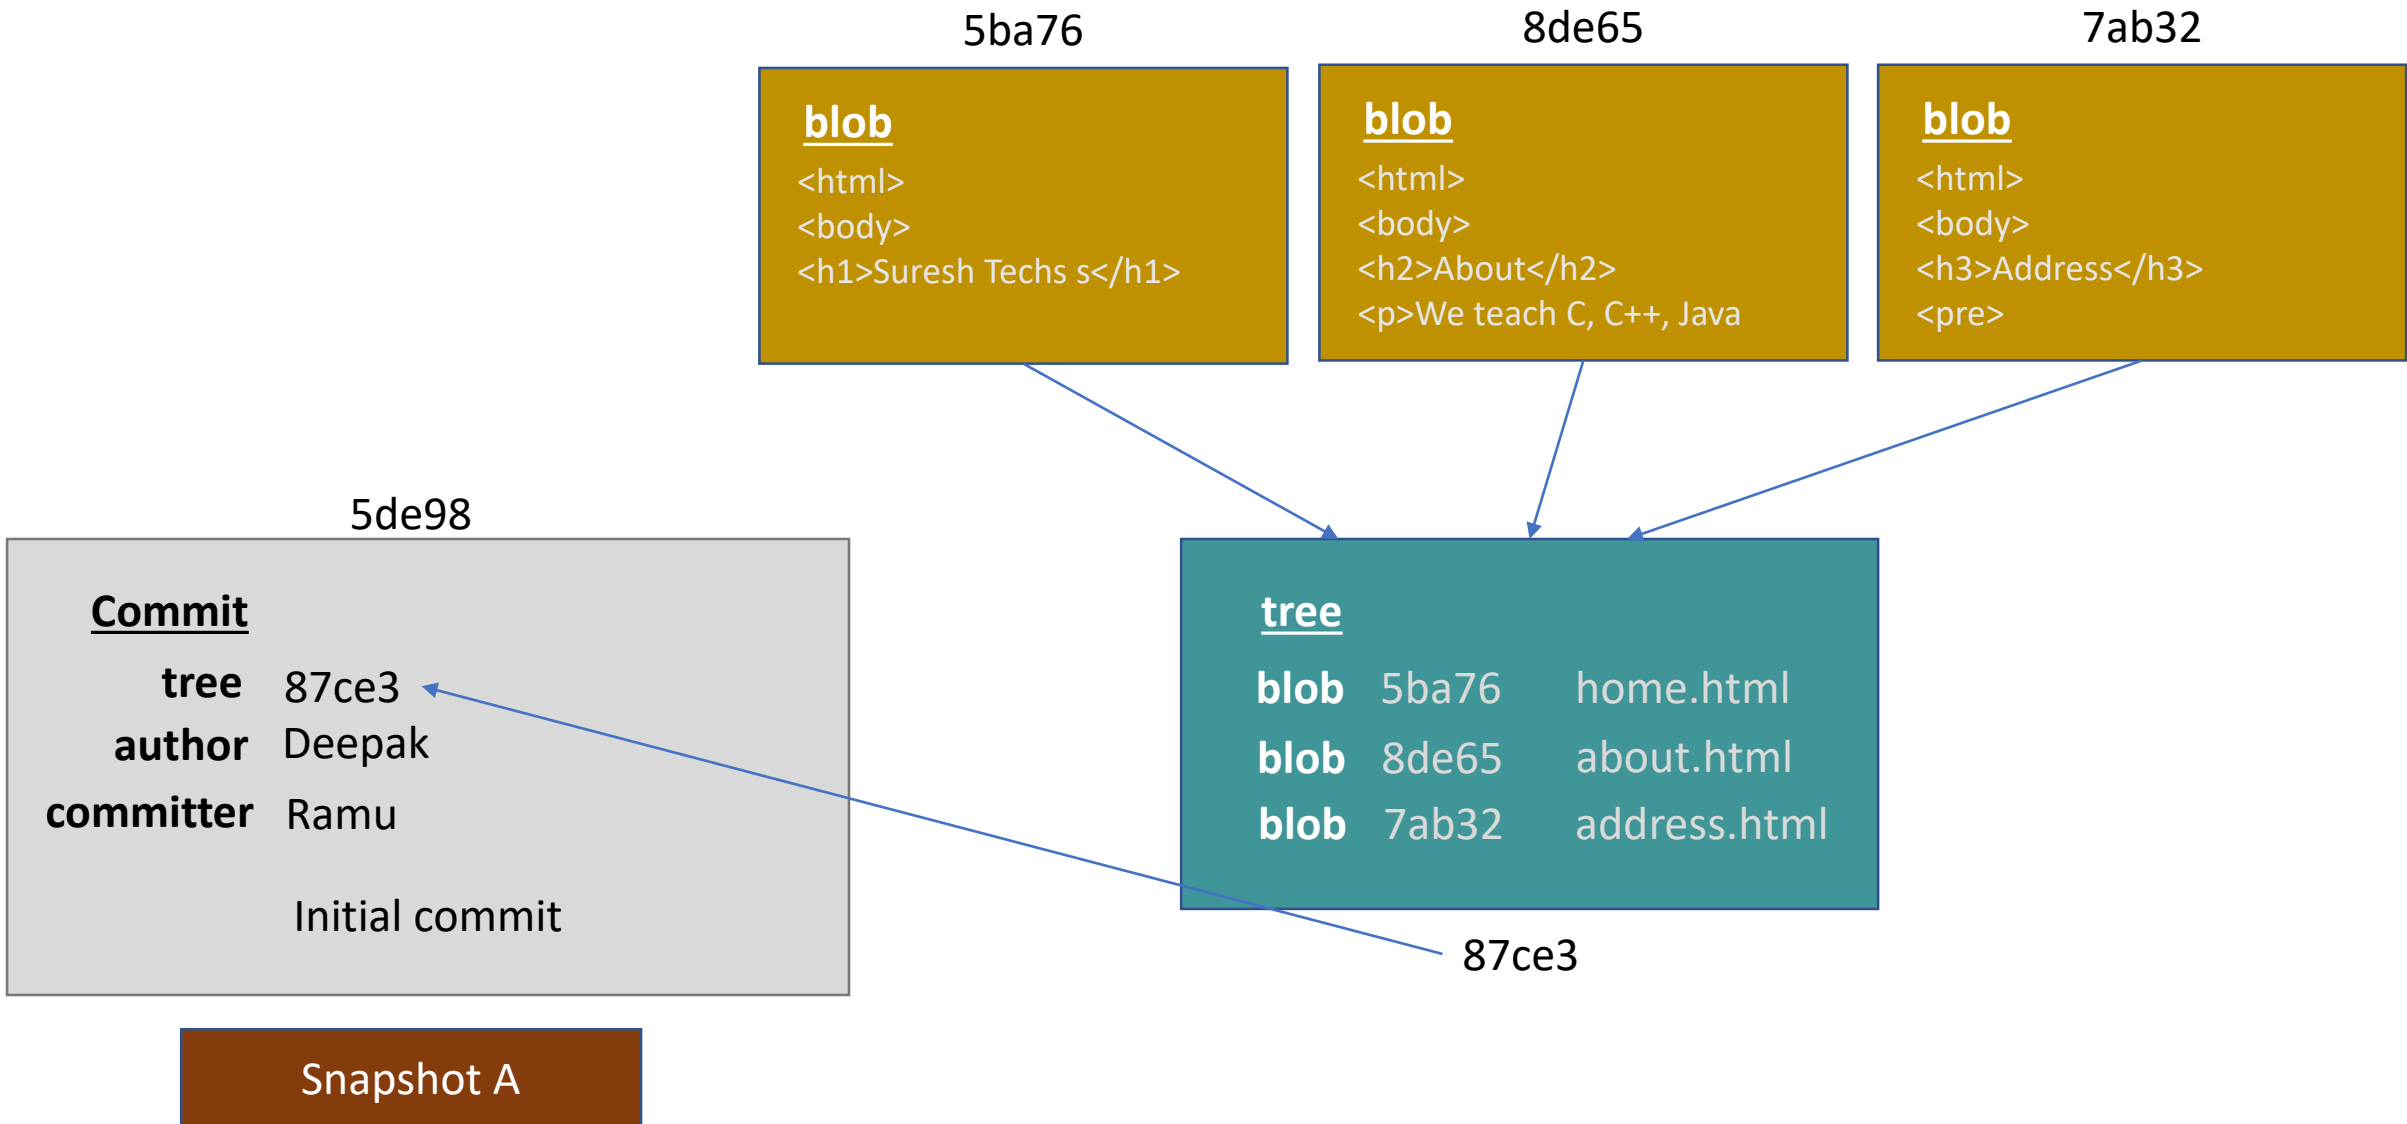 5ba76
blob
<html>
<body>
<h1>Suresh Techs s</h1>
8de65
blob
<html>
<body>
<h2>About</h2>
<p>We teach C, C++, Java
7ab32
blob
<html>
<body>
<h3>Address</h3>
<pre>
5de98
Commit
tree 87ce3
author Deepak
committer Ramu
Initial commit
Snapshot A
tree
blob 5ba76 home.html
blob 8de65 about.html
blob 7ab32 address.html
87ce3